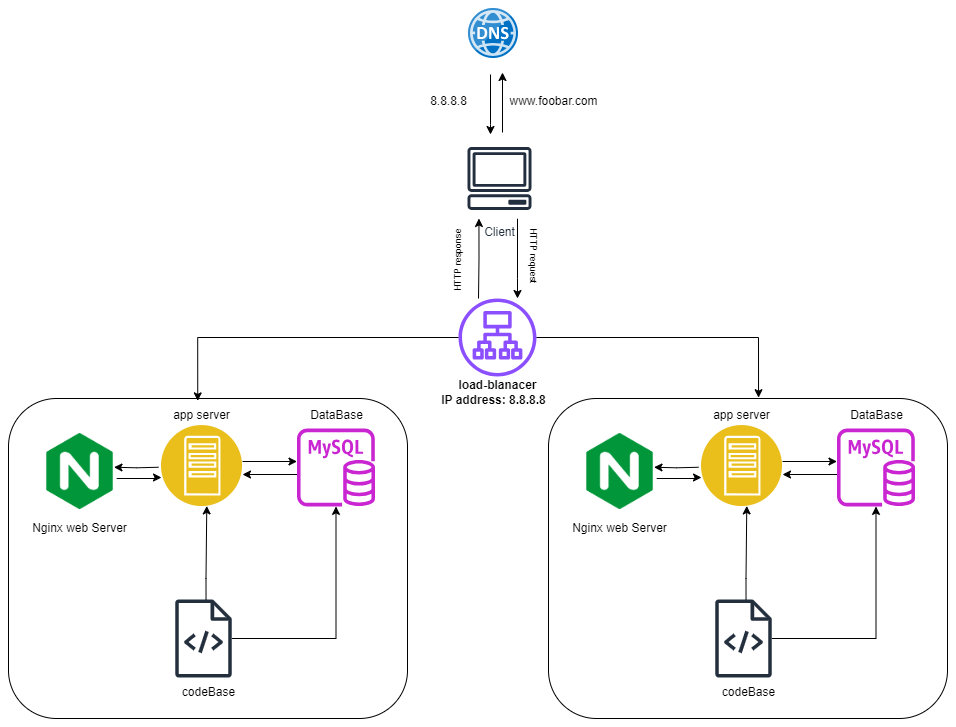 DNS
8.8.8.8
www.foobar.com
Client
HTTP response
HTTP request
load-blanacer
IP address: 8.8.8.8
app server
DataBase
MySQL
N
Nginx web Server
</>
codeBase
app server
DataBase
MySQL
N
Nginx web Server
</>
codeBase